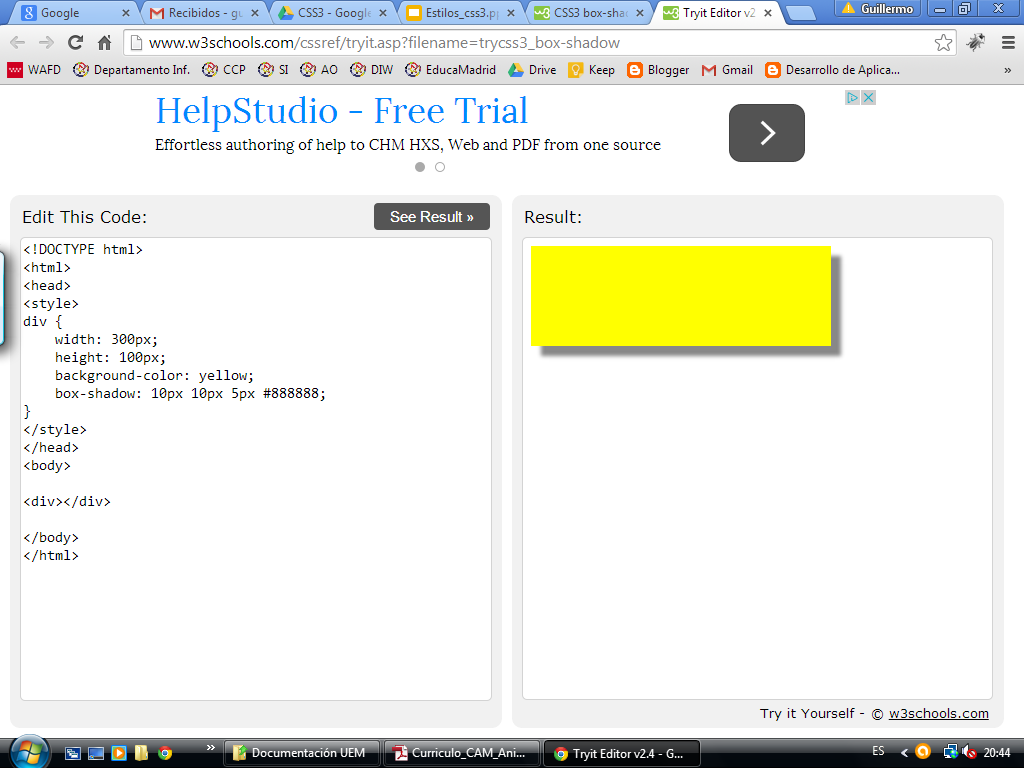 Google
Recibidos - gu
CSS3 - Google
Estilos_css3.pp
CSS3 box-sha
Tryit Editor v2
Guillermo
www.w3schools.com/cssref/tryit.asp?filename=trycss3_box-shadow
WAFD Departamento Inf. CCP SI AO DIW EducaMadrid Drive Keep Blogger Gmail Desarrollo de Aplica... »
HelpStudio - Free Trial
Effortless authoring of help to CHM HXS, Web and PDF from one source
Edit This Code:
See Result »
<!DOCTYPE html>
<html>
<head>
<style>
div {
    width: 300px;
    height: 100px;
    background-color: yellow;
    box-shadow: 10px 10px 5px #888888;
}
</style>
</head>
<body>
<div></div>
</body>
</html>
Result:
Try it Yourself - © w3schools.com
» Documentación UEM Curriculo_CAM_Ani... Tryit Editor v2.4 - G... ES < 20:44